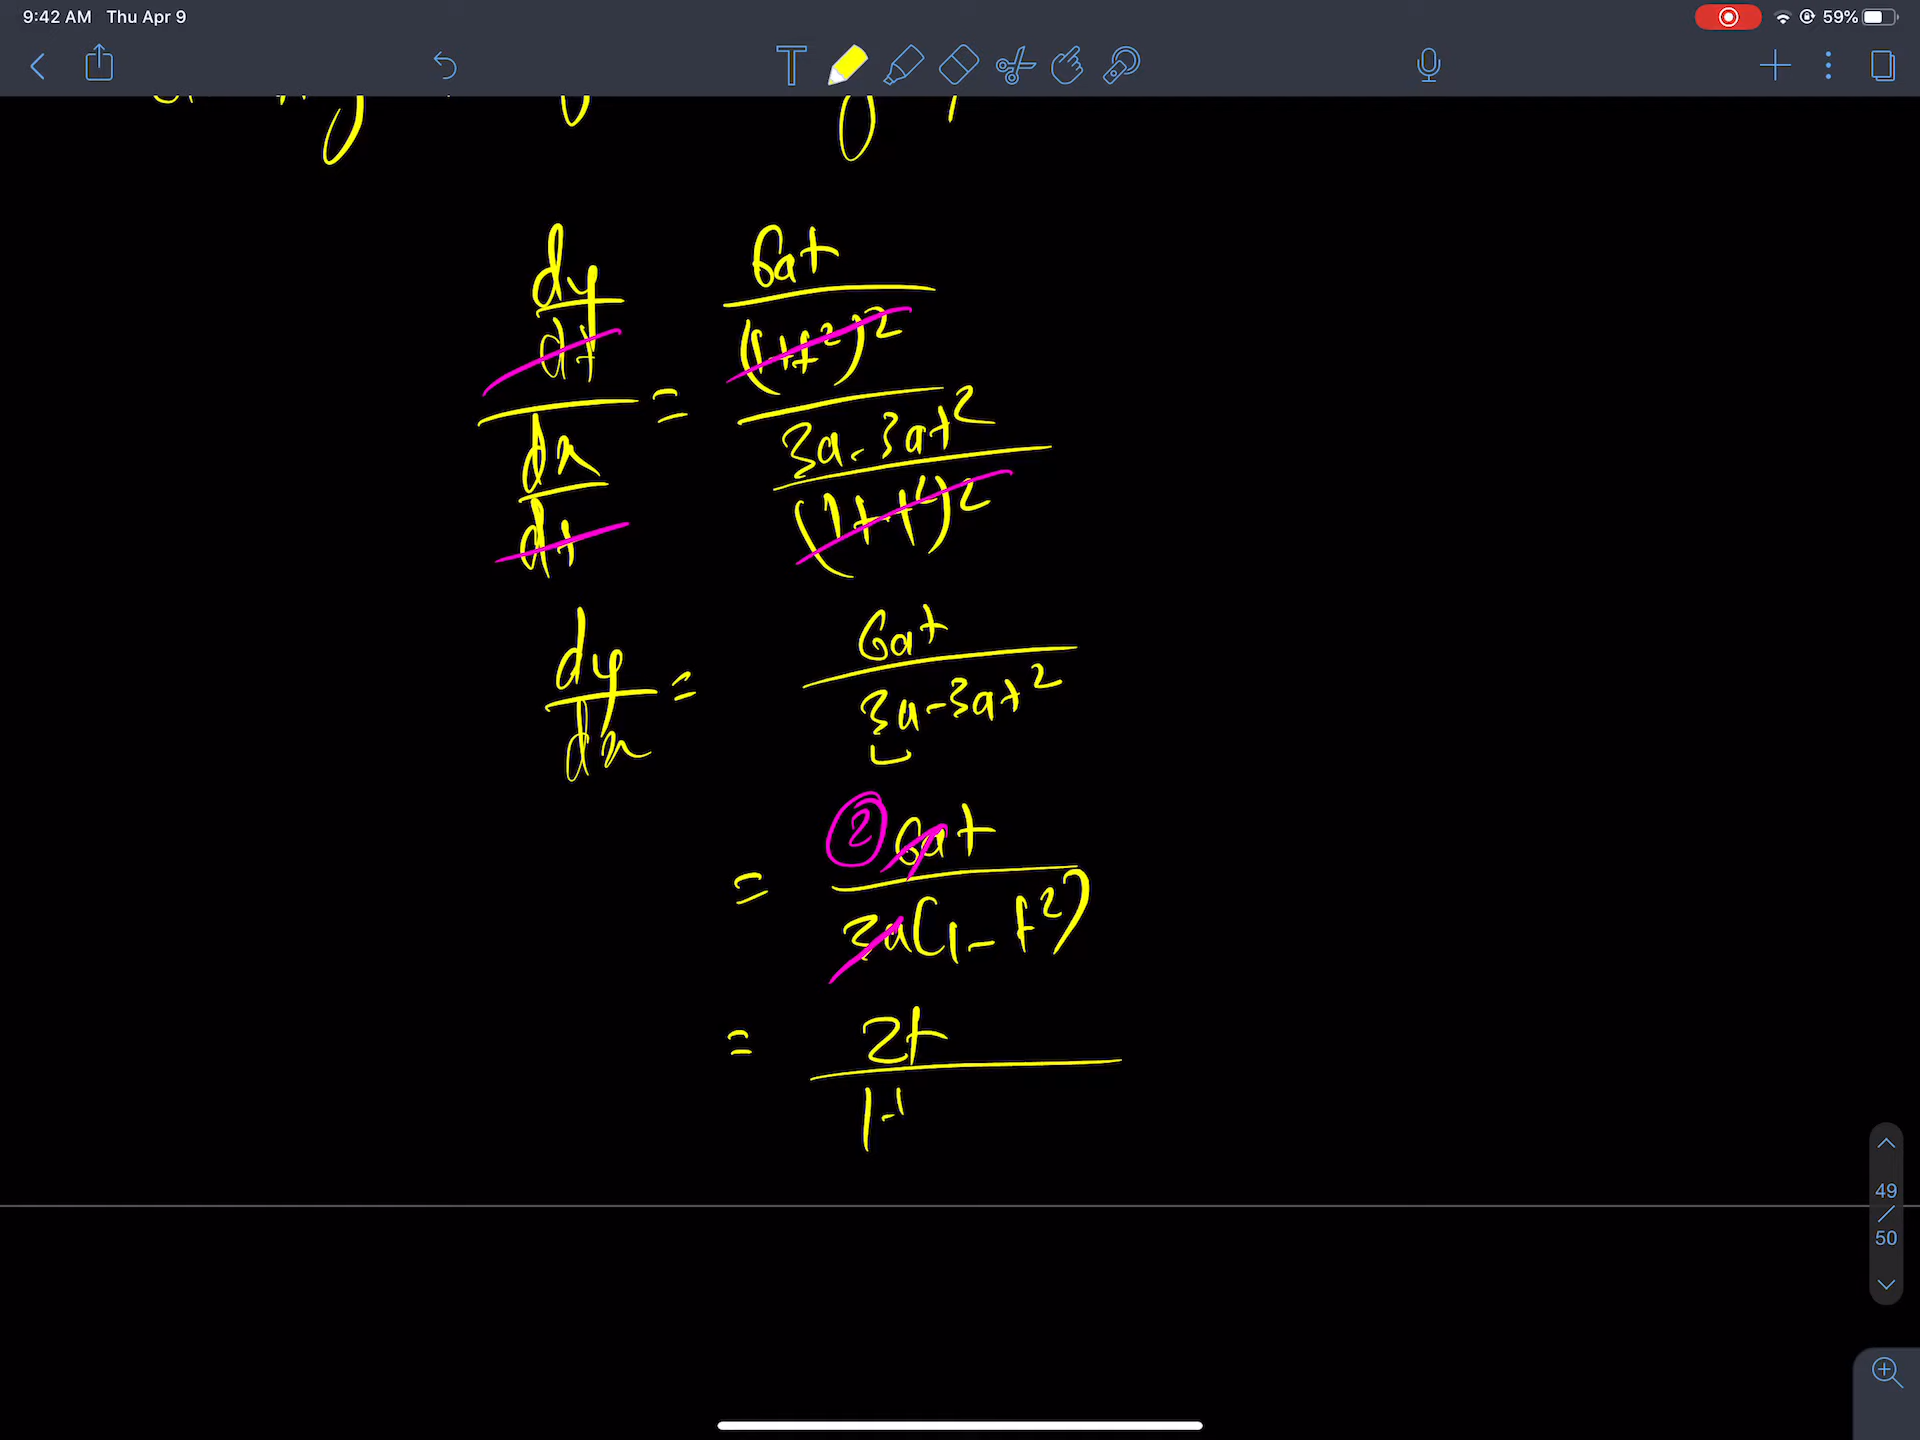 9:42 AM Thu Apr 9
59%
T
dy/dt / dx/dt = 6at/(1+t²)² / 3a-3at²/(1+t²)²
dy/dx = 6at/3a-3at²
= ② 6at/3a(1-t²)
= 2t/1-
49
/
50